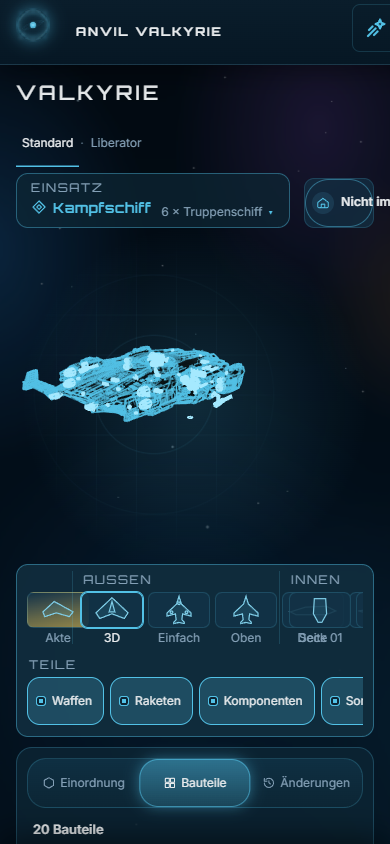 ANVIL VALKYRIE
VALKYRIE
Standard · Liberator
EINSATZ
Kampfschiff 6 × Truppenschiff
Nicht im
AUSSEN INNEN
Akte 3D Einfach Oben 01
TEILE
Waffen Raketen Komponenten
Einordnung Bauteile Änderungen
20 Bauteile